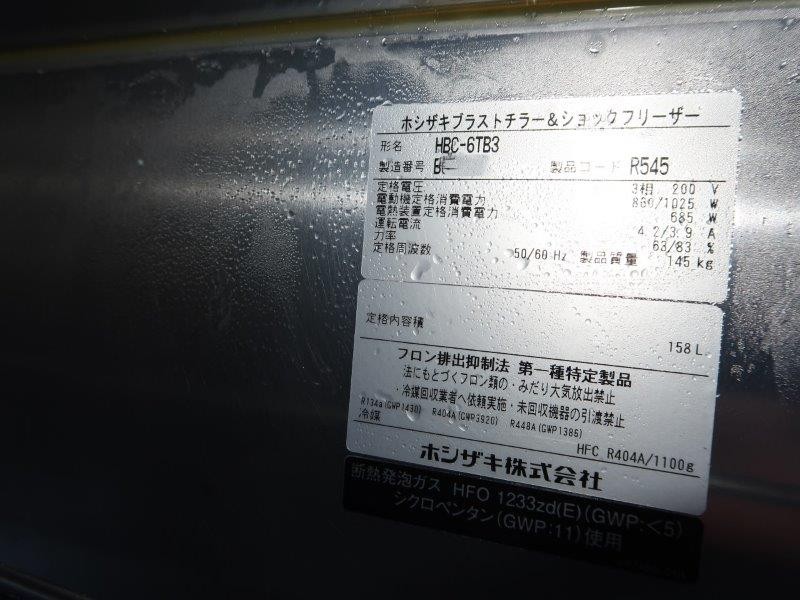 ホシザキブラストチラー&ショックフリーザー
形名 HBC-6TB3
製造番号 製品コード R545
定格電圧 3相 200 V
電動機定格消費電力 /1025 W
電熱装置定格消費電力 685 W
運転電流 4.2/3.9 A
力率 63/83 %
定格周波数 50/60 Hz 製品質量 145 kg
定格内容積 158 L
フロン排出抑制法 第一種特定製品
法にもとづくフロン類の・みだり大気放出禁止
・冷媒回収業者へ依頼実施・未回収機器の引渡禁止
R134a(GWP1430) R404A(GWP3920) R448A(GWP1386)
冷媒 HFC R404A/1100g
ホシザキ株式会社
断熱発泡ガス HFO 1233zd(E)(GWP:<5)
シクロペンタン(GWP:11)使用